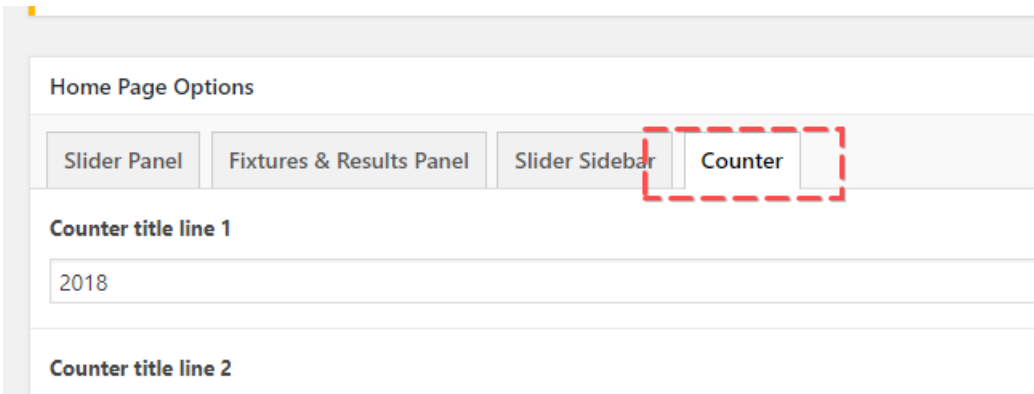 Home Page Options
Slider Panel Fixtures & Results Panel Slider Sidebar Counter
Counter title line 1
2018
Counter title line 2